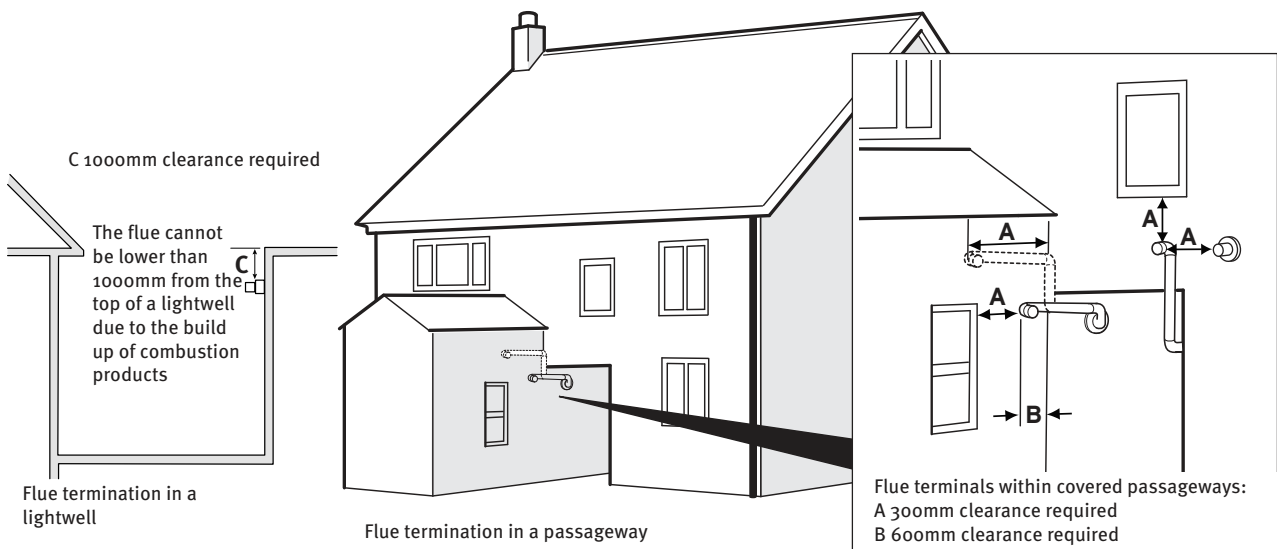 C 1000mm clearance required
The flue cannot
be lower than
1000mm from the
top of a lightwell
due to the build
up of combustion
products
C
Flue termination in a
lightwell
Flue termination in a passageway
A
A
A
A
B
Flue terminals within covered passageways:
A 300mm clearance required
B 600mm clearance required